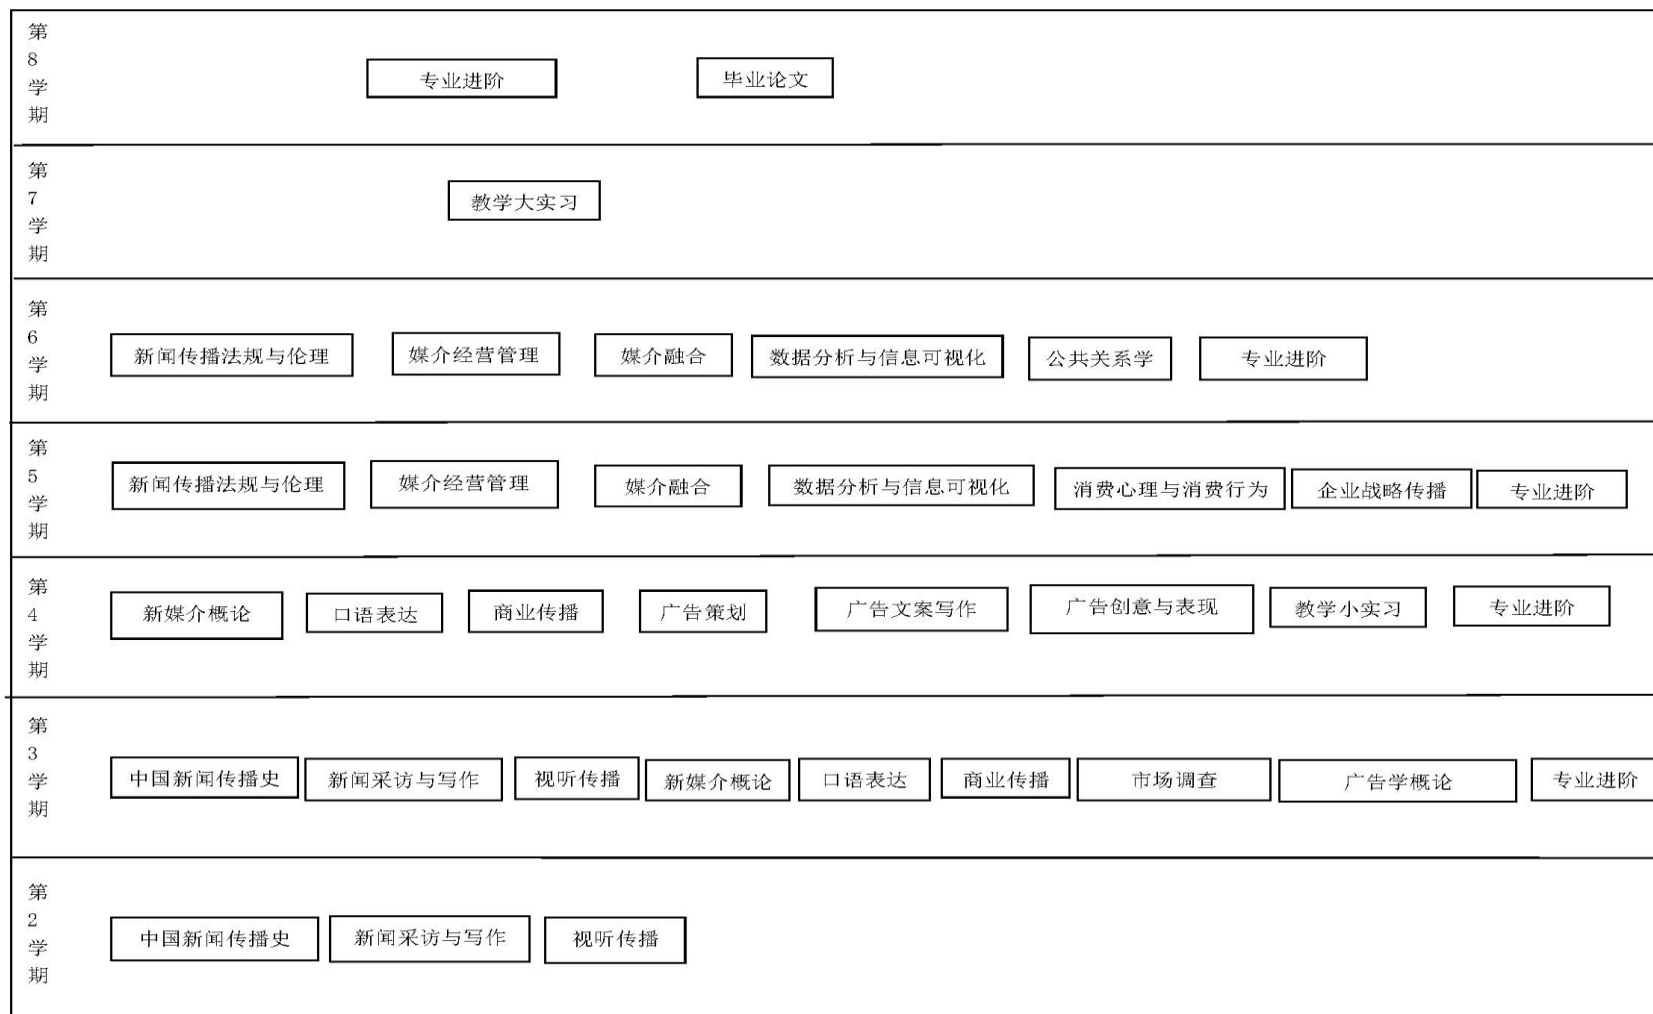 第8学期
专业进阶 毕业论文
第7学期
教学大实习
第6学期
新闻传播法规与伦理 媒介经营管理 媒介融合 数据分析与信息可视化 公共关系学 专业进阶
第5学期
新闻传播法规与伦理 媒介经营管理 媒介融合 数据分析与信息可视化 消费心理与消费行为 企业战略传播 专业进阶
第4学期
新媒介概论 口语表达 商业传播 广告策划 广告文案写作 广告创意与表现 教学小实习 专业进阶
第3学期
中国新闻传播史 新闻采访与写作 视听传播 新媒介概论 口语表达 商业传播 市场调查 广告学概论 专业进阶
第2学期
中国新闻传播史 新闻采访与写作 视听传播